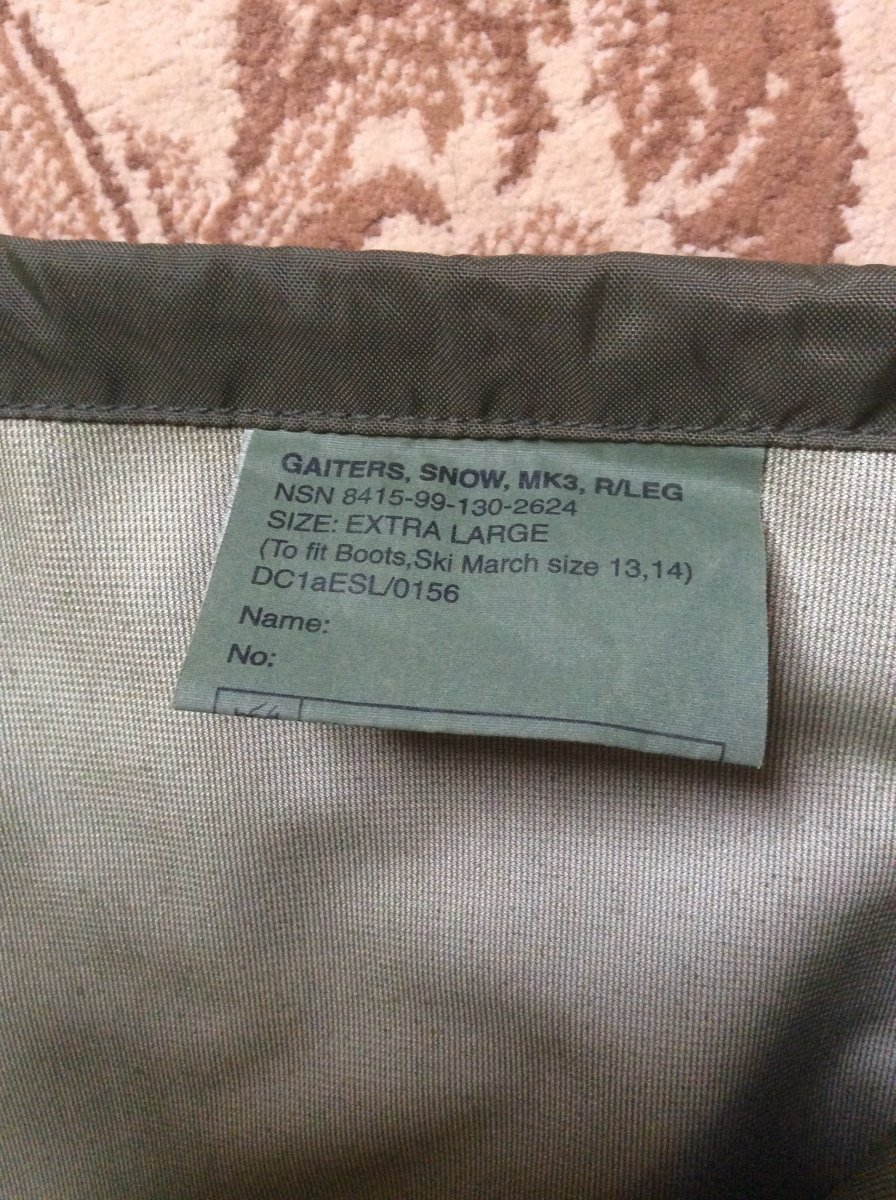 GAITERS, SNOW, MK3, R/LEG
NSN 8415-99-130-2624
SIZE: EXTRA LARGE
(To fit Boots,Ski March size 13,14)
DC1aESL/0156
Name:
No: